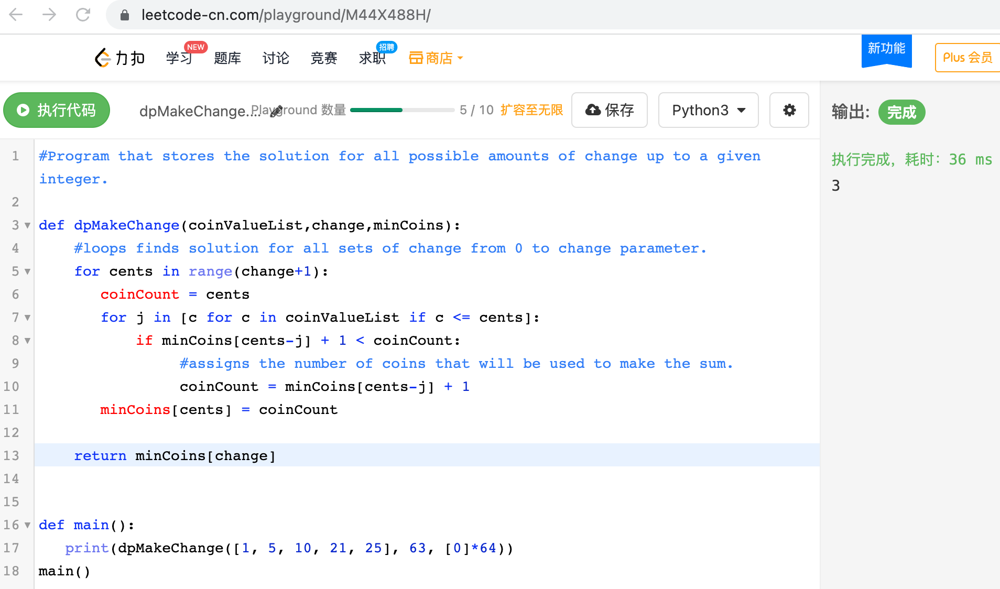 leetcode-cn.com/playground/M44X488H/
力扣 学习 NEW 题库 讨论 竞赛 求职 招聘 商店 新功能 Plus 会员
执行代码 dpMakeChange.... Playground 数量 5 / 10 扩容至无限 保存 Python3
1 #Program that stores the solution for all possible amounts of change up to a given
integer.
2
3 def dpMakeChange(coinValueList,change,minCoins):
4 #loops finds solution for all sets of change from 0 to change parameter.
5 for cents in range(change+1):
6 coinCount = cents
7 for j in [c for c in coinValueList if c <= cents]:
8 if minCoins[cents-j] + 1 < coinCount:
9 #assigns the number of coins that will be used to make the sum.
10 coinCount = minCoins[cents-j] + 1
11 minCoins[cents] = coinCount
12
13 return minCoins[change]
14
15
16 def main():
17 print(dpMakeChange([1, 5, 10, 21, 25], 63, [0]*64))
18 main()
输出: 完成
执行完成, 耗时: 36 ms
3